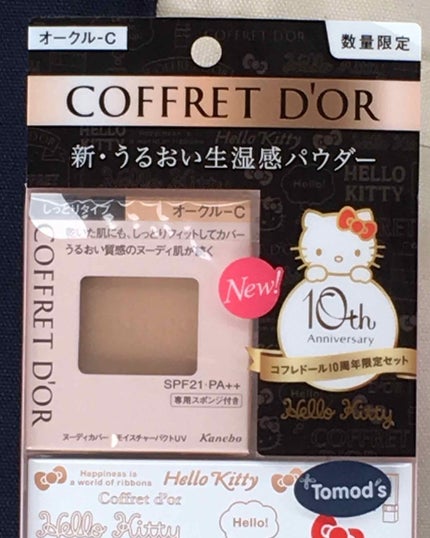 オークル-C
数量限定
COFFRET D'OR
新・うるおい生湿感パウダー
HELLO
KITTY
Hello!
HELLO
KITTY
しっとりタイプ
オークル-C
乾いた肌にも、しっとりフィットしてカバー
うるおい質感のヌーディ肌が続く
COFFRET D'OR
New!
SPF21・PA++
専用スポンジ付き
ヌーディカバー モイスチャーパクトUV
Kanebo
10th
Anniversary
コフレドール10周年限定セット
Hello Kitty
Happiness is
a world of ribbons
Hello Kitty
Coffret d'or
Hello Kitty
Hello!
Tomod's